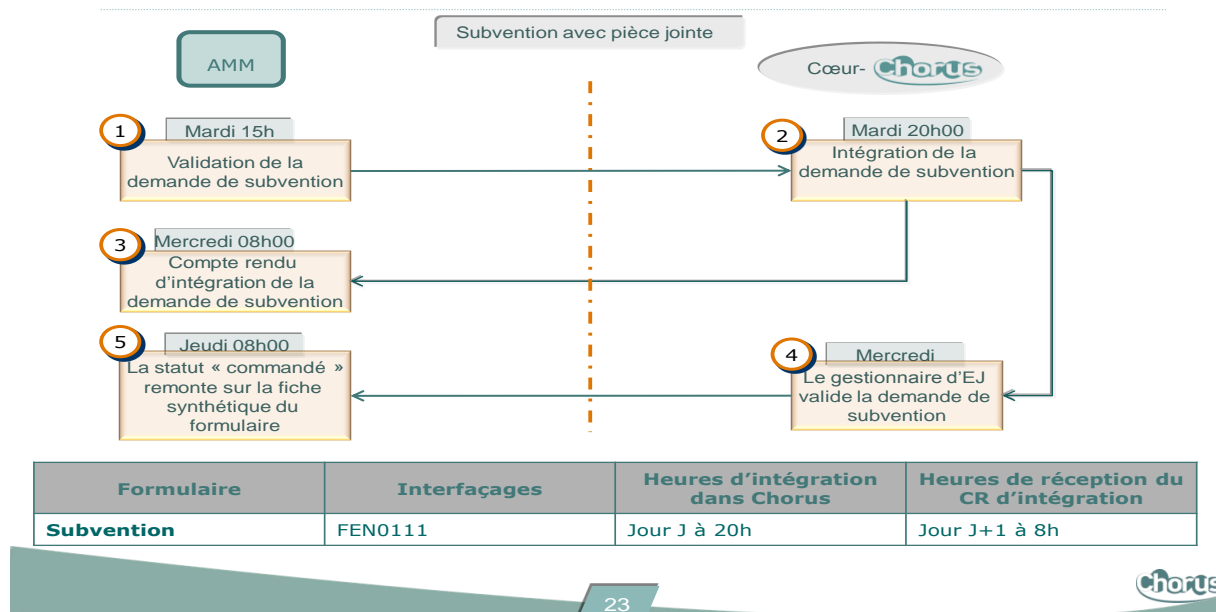 Subvention avec pièce jointe
AMM
Cœur- Chorus
1
Mardi 15h
Validation de la
demande de subvention
2
Mardi 20h00
Intégration de la
demande de subvention
3
Mercredi 08h00
Compte rendu
d'intégration de la
demande de subvention
5
Jeudi 08h00
La statut « commandé »
remonte sur la fiche
synthétique du
formulaire
4
Mercredi
Le gestionnaire d'EJ
valide la demande de
subvention
Formulaire
Interfaçages
Heures d'intégration
dans Chorus
Heures de réception du
CR d'intégration
Subvention
FEN0111
Jour J à 20h
Jour J+1 à 8h
23
Chorus